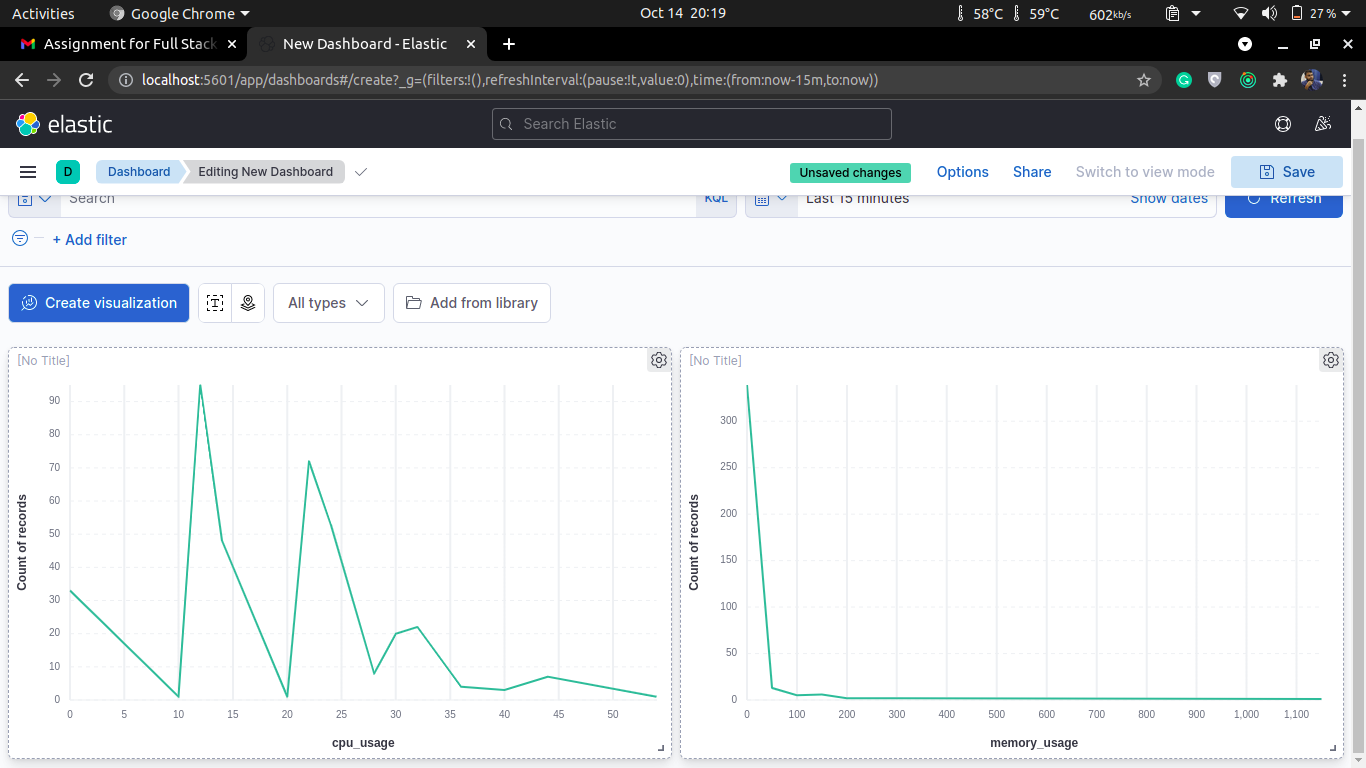 Activities Google Chrome Oct 14 20:19 58°C 59°C 602kb/s 27 %
Assignment for Full Stack New Dashboard - Elastic
localhost:5601/app/dashboards#/create?_g=(filters:!(),refreshInterval:(pause:!t,value:0),time:(from:now-15m,to:now))
elastic Search Elastic
D Dashboard Editing New Dashboard Unsaved changes Options Share Switch to view mode Save
Search KQL Last 15 minutes Show dates Refresh
+ Add filter
Create visualization All types Add from library
[No Title]
90
80
70
60
50
40
30
20
10
0
Count of records
0 5 10 15 20 25 30 35 40 45 50
cpu_usage
[No Title]
300
250
200
150
100
50
0
Count of records
0 100 200 300 400 500 600 700 800 900 1,000 1,100
memory_usage